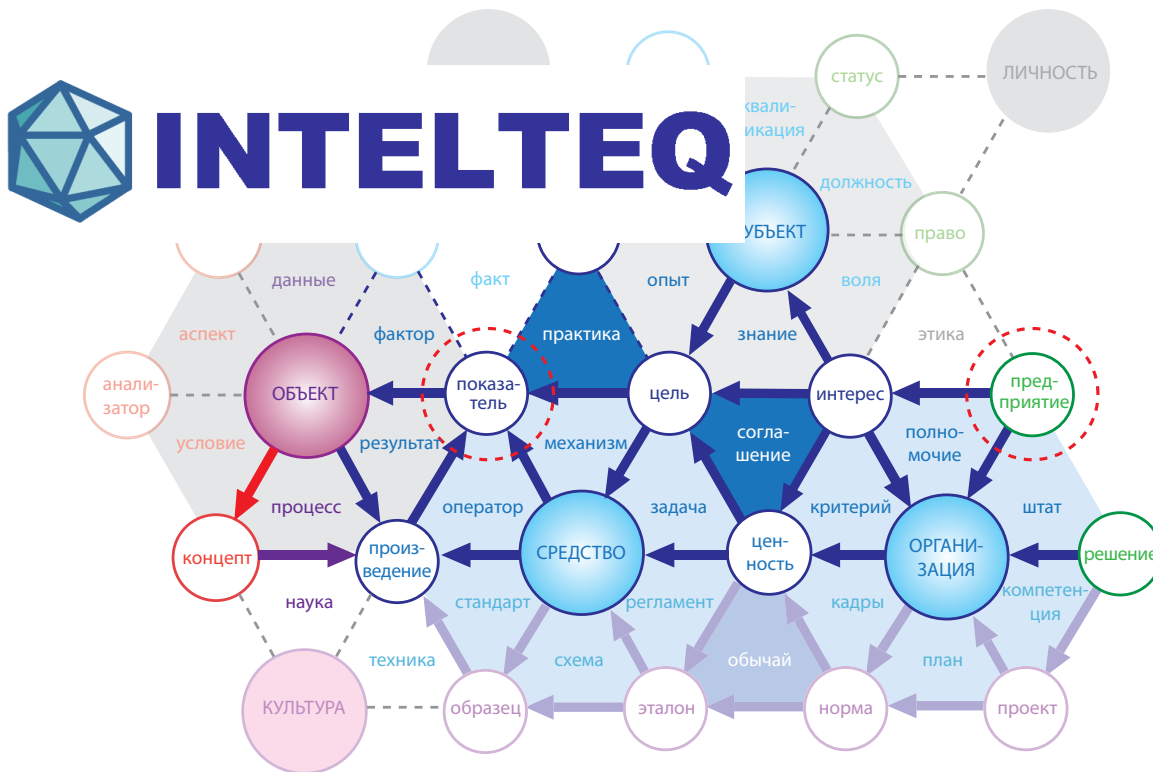 INTELTEQ
статус
ЛИЧНОСТЬ
должность
право
данные
факт
опыт
воля
аспект
фактор
практика
знание
этика
анали-
затор
ОБЪЕКТ
показа-
тель
цель
интерес
пред-
приятие
условие
результат
механизм
согла-
шение
полно-
мочие
процесс
оператор
задача
критерий
штат
концепт
произ-
ведение
СРЕДСТВО
цен-
ность
ОРГАНИ-
ЗАЦИЯ
решение
наука
стандарт
регламент
кадры
компетен-
ция
техника
схема
обычай
план
КУЛЬТУРА
образец
эталон
норма
проект